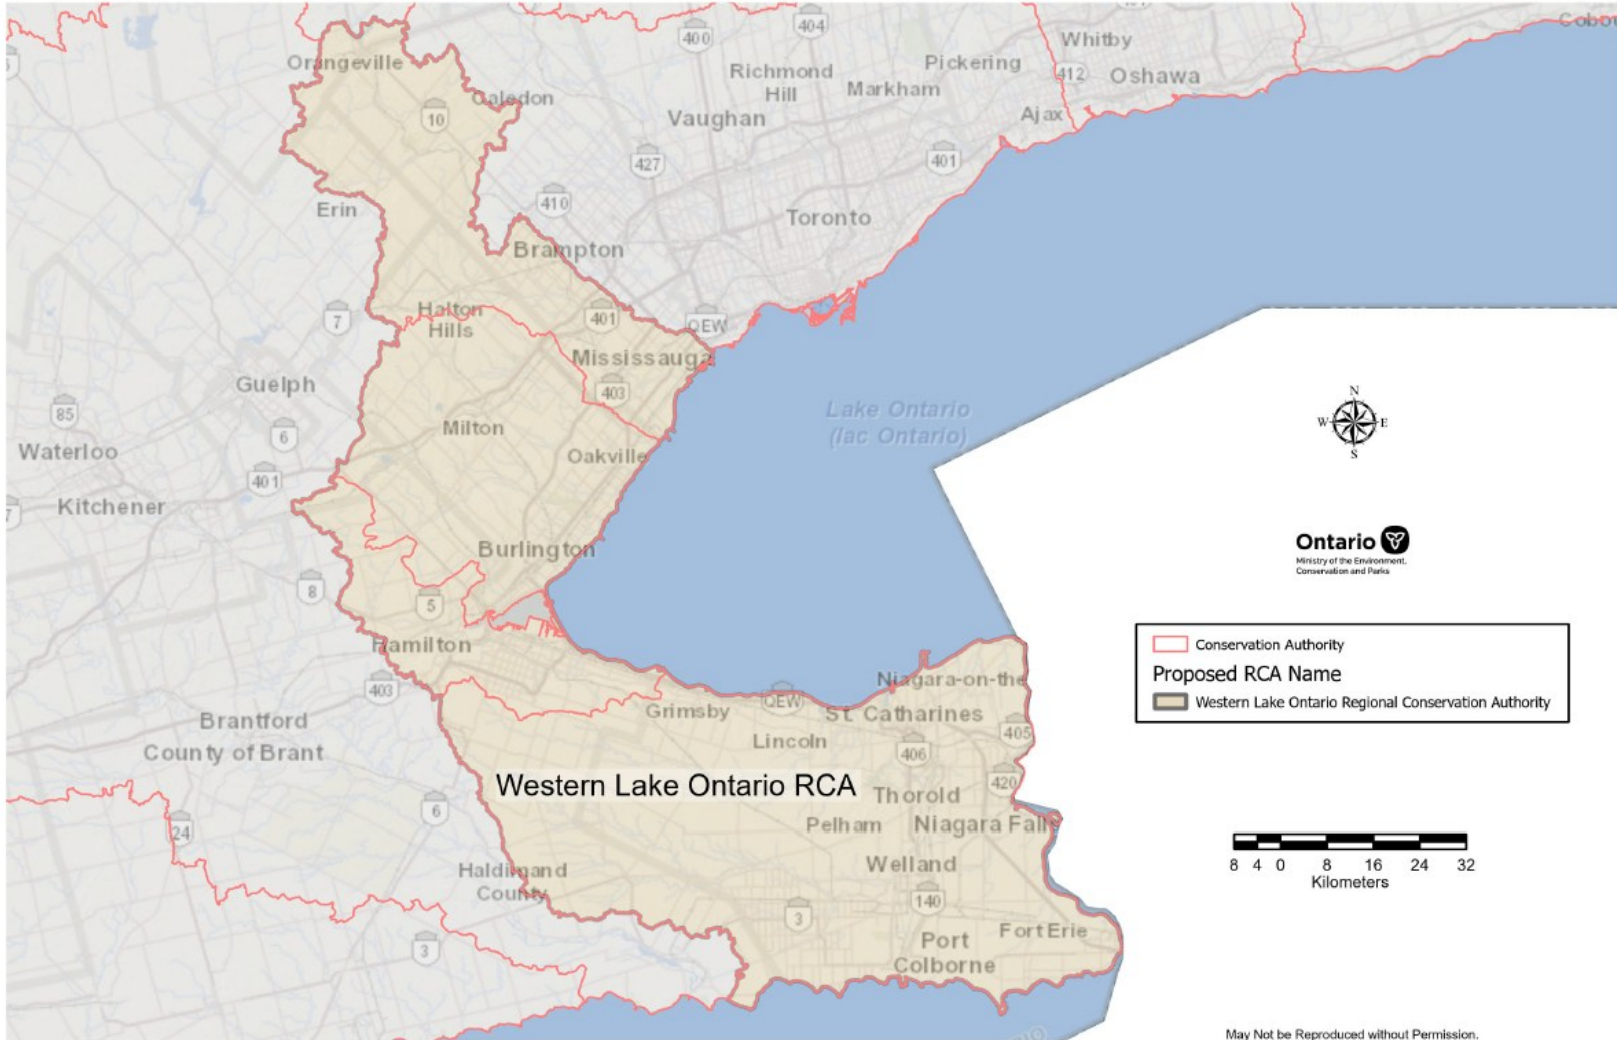 Orangeville
10
Caledon
Erin
400
404
Richmond
Hill
Vaughan
Markham
Pickering
Whitby
412
Oshawa
Ajax
427
401
410
Toronto
Brampton
Halton
Hills
401
QEW
7
Mississauga
403
Guelph
85
6
Milton
Waterloo
Oakville
401
Kitchener
Burlington
8
5
Hamilton
403
Brantford
County of Brant
Lake Ontario
(lac Ontario)
Grimsby
QEW
Niagara-on-the
St. Catharines
405
Lincoln
406
420
Western Lake Ontario RCA
Thorold
Pelham
Niagara Falls
6
24
Welland
Haldimand
County
140
3
3
Fort Erie
Port
Colborne
N
W
E
S
Ontario
Ministry of the Environment,
Conservation and Parks
Conservation Authority
Proposed RCA Name
Western Lake Ontario Regional Conservation Authority
8 4 0 8 16 24 32
Kilometers
May Not be Reproduced without Permission.